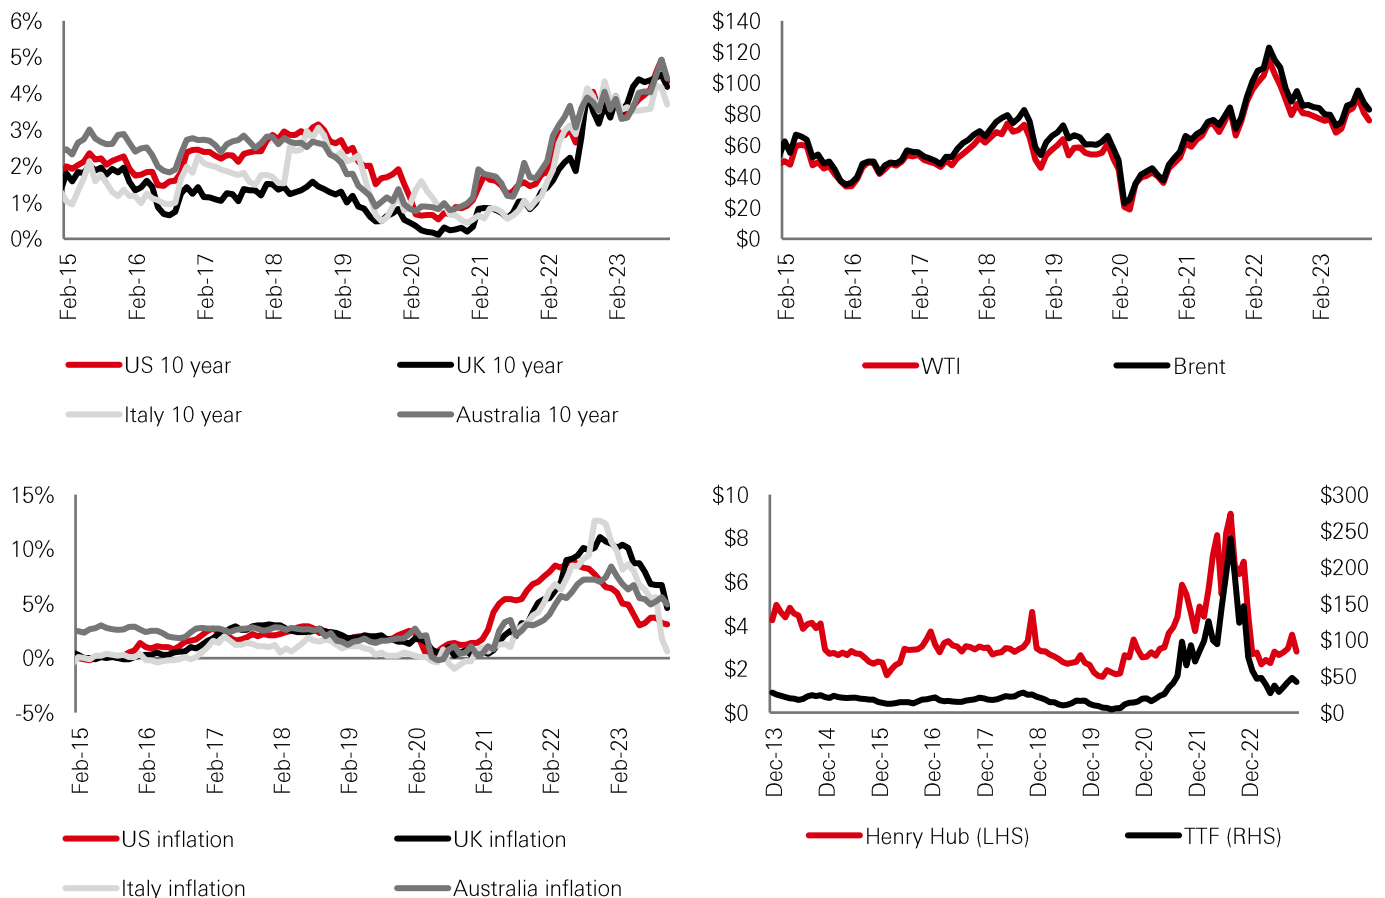 6%
5%
4%
3%
2%
1%
0%
Feb-15
Feb-16
Feb-17
Feb-18
Feb-19
Feb-20
Feb-21
Feb-22
Feb-23
US 10 year
UK 10 year
Italy 10 year
Australia 10 year
$140
$120
$100
$80
$60
$40
$20
$0
Feb-15
Feb-16
Feb-17
Feb-18
Feb-19
Feb-20
Feb-21
Feb-22
Feb-23
WTI
Brent
15%
10%
5%
0%
-5%
Feb-15
Feb-16
Feb-17
Feb-18
Feb-19
Feb-20
Feb-21
Feb-22
Feb-23
US inflation
UK inflation
Italy inflation
Australia inflation
$10
$8
$6
$4
$2
$0
$300
$250
$200
$150
$100
$50
$0
Dec-13
Dec-14
Dec-15
Dec-16
Dec-17
Dec-18
Dec-19
Dec-20
Dec-21
Dec-22
Henry Hub (LHS)
TTF (RHS)